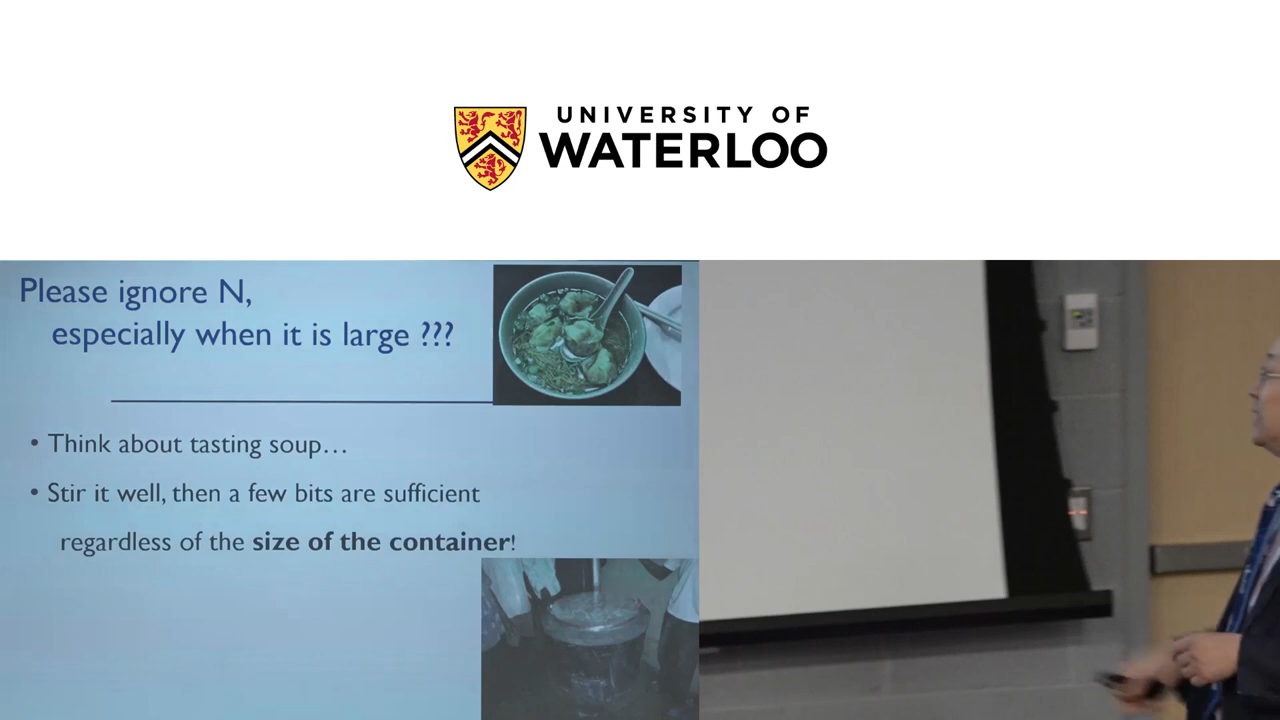 UNIVERSITY OF
WATERLOO
Please ignore N,
especially when it is large ???
• Think about tasting soup…
• Stir it well, then a few bits are sufficient
regardless of the size of the container!